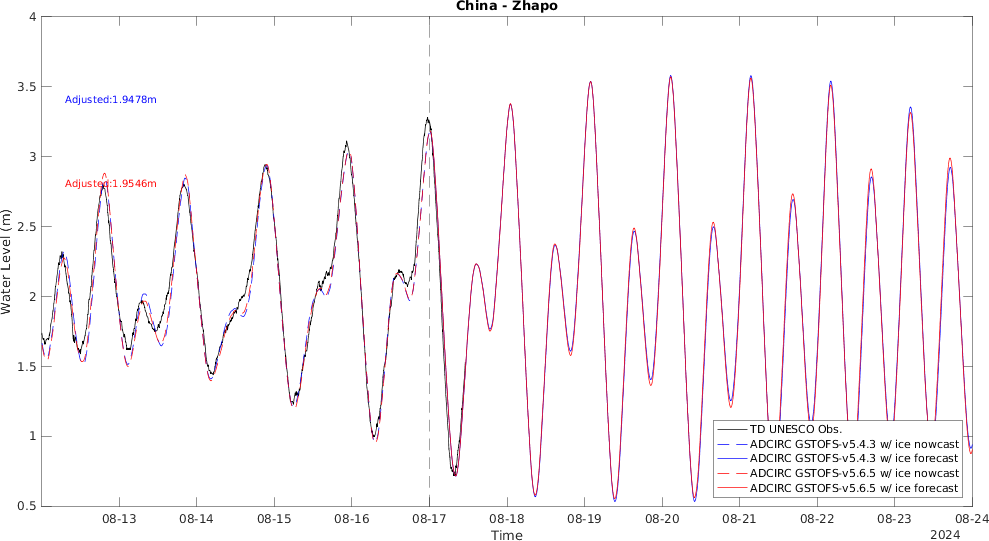 China - Zhapo
4
3.5
3
2.5
2
1.5
1
0.5
Water Level (m)
Adjusted:1.9478m
Adjusted:1.9546m
TD UNESCO Obs.
ADCIRC GSTOFS-v5.4.3 w/ ice nowcast
ADCIRC GSTOFS-v5.4.3 w/ ice forecast
ADCIRC GSTOFS-v5.6.5 w/ ice nowcast
ADCIRC GSTOFS-v5.6.5 w/ ice forecast
08-13 08-14 08-15 08-16 08-17 08-18 08-19 08-20 08-21 08-22 08-23 08-24
Time
2024